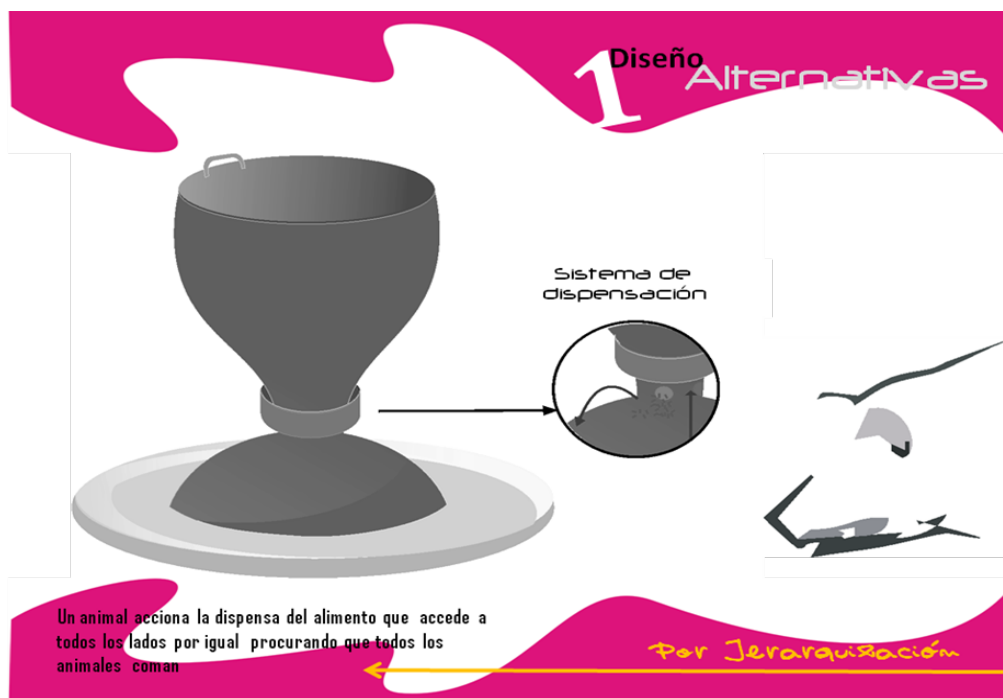 1 Diseño
Alternativas
Sistema de
dispensación
Un animal acciona la dispensa del alimento que accede a
todos los lados por igual procurando que todos los
animales coman
Por Jerarquización